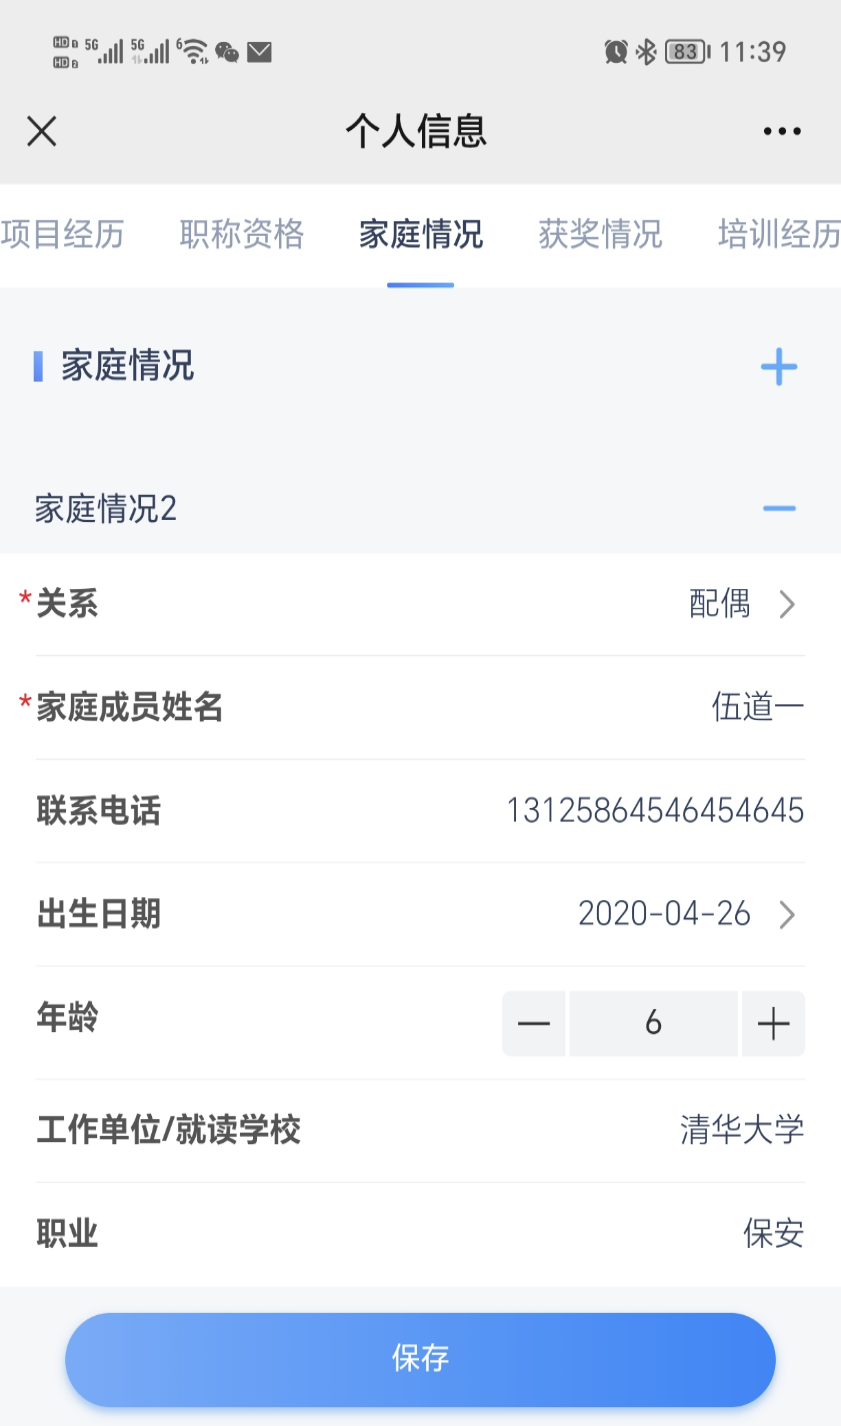 5G 5G 6 83 11:39
个人信息
项目经历 职称资格 家庭情况 获奖情况 培训经历
家庭情况
家庭情况2
*关系 配偶
*家庭成员姓名 伍道一
联系电话 13125864546454645
出生日期 2020-04-26
年龄 6
工作单位/就读学校 清华大学
职业 保安
保存